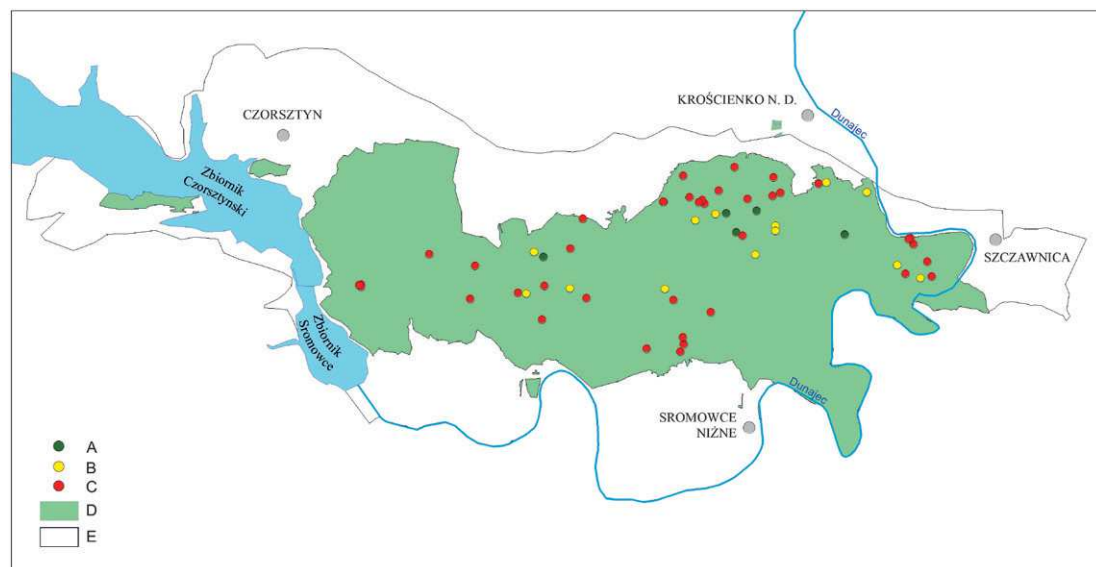 KROŚCIENKO N. D.
CZORSZTYN
Dunajec
Zbiornik
Czorsztynski
SZCZAWNICA
Zbiornik
Sromowce
Dunajec
SROMOWCE
NIŻNE
A
B
C
D
E